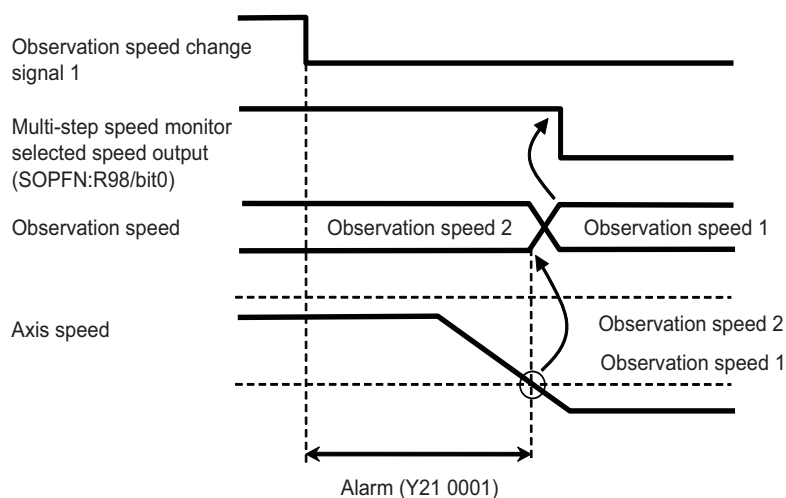 Observation speed change
signal 1
Multi-step speed monitor
selected speed output
(SOPFN:R98/bit0)
Observation speed
Observation speed 2
Observation speed 1
Axis speed
Observation speed 2
Observation speed 1
Alarm (Y21 0001)